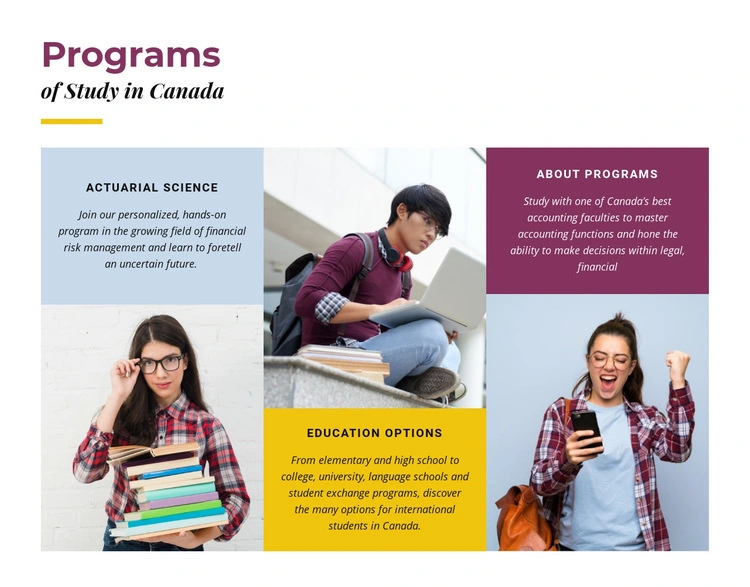 Programs
of Study in Canada
ACTUARIAL SCIENCE
Join our personalized, hands-on
program in the growing field of financial
risk management and learn to foretell
an uncertain future.
EDUCATION OPTIONS
From elementary and high school to
college, university, language schools and
student exchange programs, discover
the many options for international
students in Canada.
ABOUT PROGRAMS
Study with one of Canada's best
accounting faculties to master
accounting functions and hone the
ability to make decisions within legal,
financial